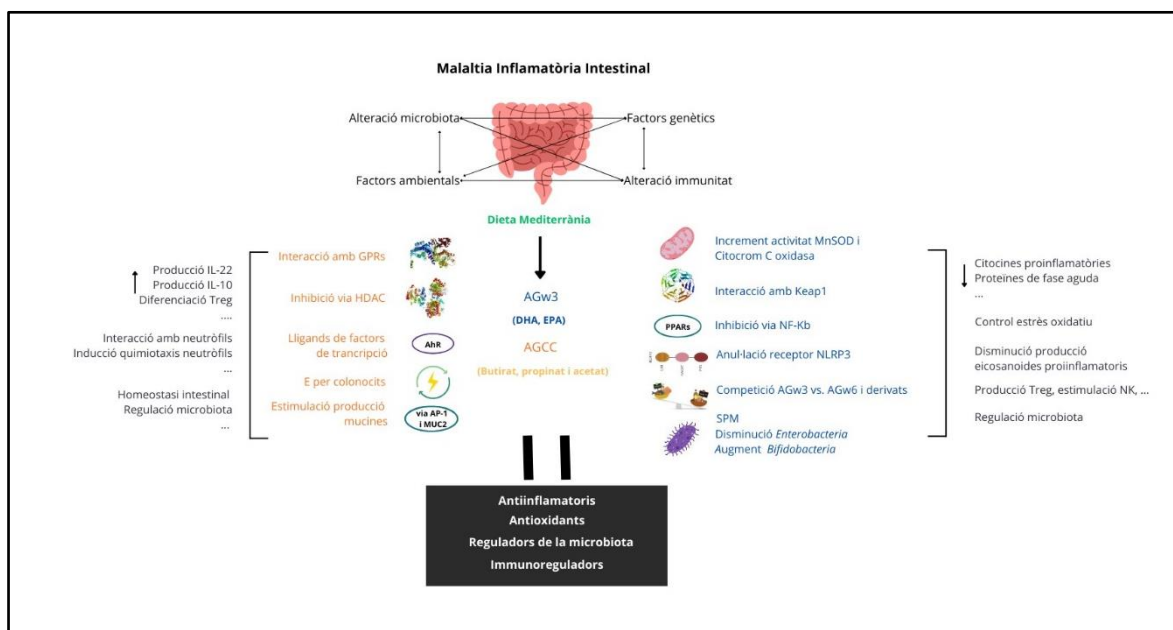 Malaltia Inflamatòria Intestinal
Alteració microbiota
Factors genètics
Factors ambientals
Alteració immunitat
Dieta Mediterrània
Producció IL-22
Producció IL-10
Diferenciació Treg
....
Interacció amb neutròfils
Inducció quimiotaxis neutròfils
...
Homeostasi intestinal
Regulació microbiota
...
Interacció amb GPRs
Inhibició via HDAC
Lligands de factors
de trancripció
AhR
E per colonocits
Estimulació producció
mucines
via AP-1
i MUC2
AGw3
(DHA, EPA)
AGCC
(Butirat, propinat i acetat)
Increment activitat MnSOD i
Citocrom C oxidasa
Interacció amb Keap1
PPARs
Inhibició via NF-Kb
Anul·lació receptor NLRP3
Competició AGw3 vs. AGw6 i derivats
SPM
Disminució Enterobacteria
Augment Bifidobacteria
Citocines proinflamatòries
Proteïnes de fase aguda
...
Control estrès oxidatiu
Disminució producció
eicosanoides proiinflamatoris
Producció Treg, estimulació NK, ...
Regulació microbiota
Antiinflamatoris
Antioxidants
Reguladors de la microbiota
Immunoreguladors